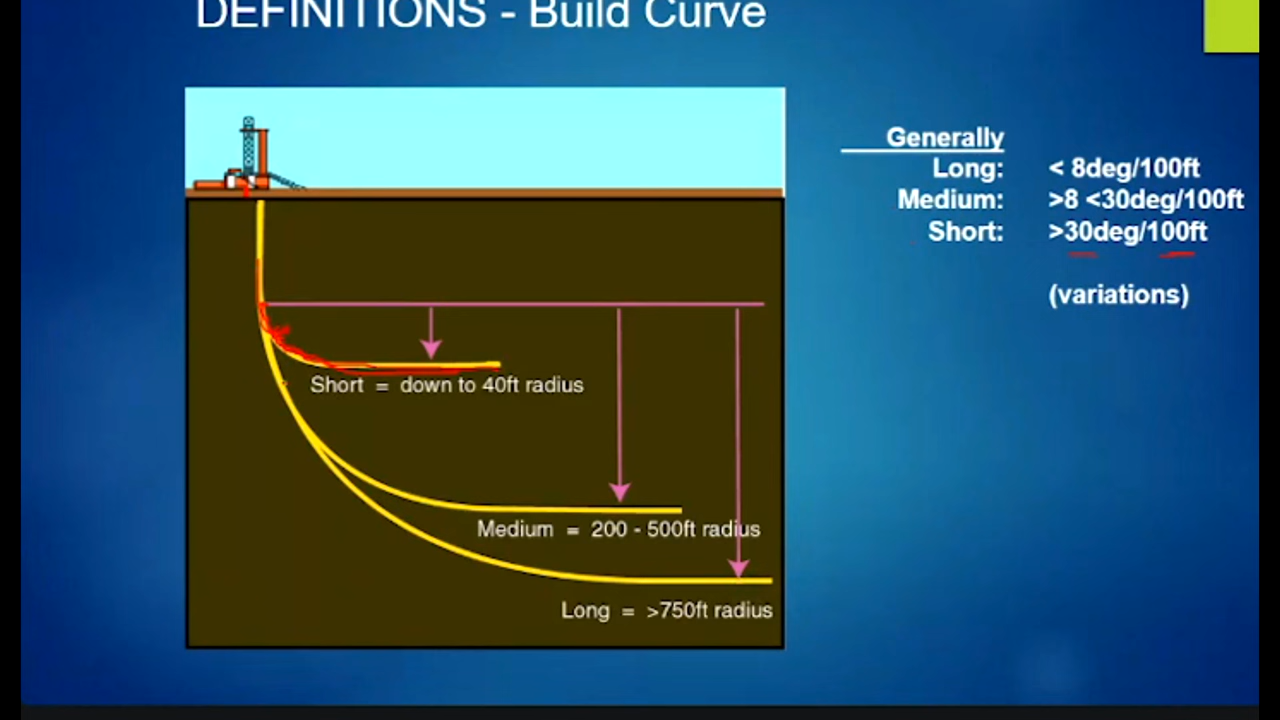 DEFINITIONS - Build Curve
Generally
Long: < 8deg/100ft
Medium: >8 <30deg/100ft
Short: >30deg/100ft
(variations)
Short = down to 40ft radius
Medium = 200 - 500ft radius
Long = >750ft radius